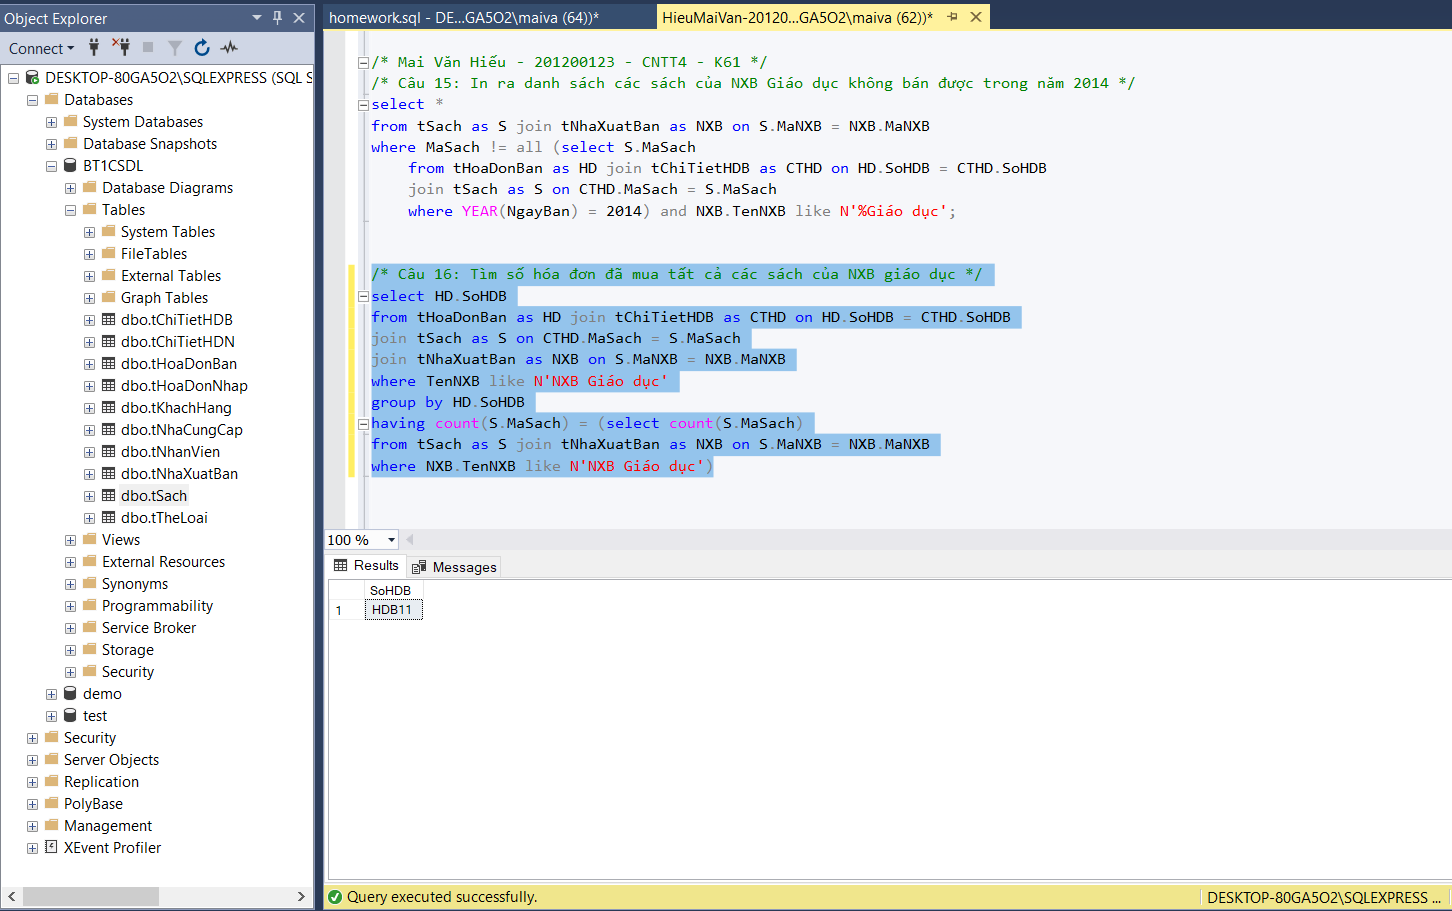 Object Explorer
Connect
DESKTOP-80GA5O2\SQLEXPRESS (SQL S
Databases
System Databases
Database Snapshots
BT1CSDL
Database Diagrams
Tables
System Tables
FileTables
External Tables
Graph Tables
dbo.tChiTietHDB
dbo.tChiTietHDN
dbo.tHoaDonBan
dbo.tHoaDonNhap
dbo.tKhachHang
dbo.tNhaCungCap
dbo.tNhanVien
dbo.tNhaXuatBan
dbo.tSach
dbo.tTheLoai
Views
External Resources
Synonyms
Programmability
Service Broker
Storage
Security
demo
test
Security
Server Objects
Replication
PolyBase
Management
XEvent Profiler
homework.sql - DE...GA5O2\maiva (64))*
HieuMaiVan-20120...GA5O2\maiva (62))*
/* Mai Văn Hiếu - 201200123 - CNTT4 - K61 */
/* Câu 15: In ra danh sách các sách của NXB Giáo dục không bán được trong năm 2014 */
select *
from tSach as S join tNhaXuatBan as NXB on S.MaNXB = NXB.MaNXB
where MaSach != all (select S.MaSach
from tHoaDonBan as HD join tChiTietHDB as CTHD on HD.SoHDB = CTHD.SoHDB
join tSach as S on CTHD.MaSach = S.MaSach
where YEAR(NgayBan) = 2014) and NXB.TenNXB like N'%Giáo dục';
/* Câu 16: Tìm số hóa đơn đã mua tất cả các sách của NXB giáo dục */
select HD.SoHDB
from tHoaDonBan as HD join tChiTietHDB as CTHD on HD.SoHDB = CTHD.SoHDB
join tSach as S on CTHD.MaSach = S.MaSach
join tNhaXuatBan as NXB on S.MaNXB = NXB.MaNXB
where TenNXB like N'NXB Giáo dục'
group by HD.SoHDB
having count(S.MaSach) = (select count(S.MaSach)
from tSach as S join tNhaXuatBan as NXB on S.MaNXB = NXB.MaNXB
where NXB.TenNXB like N'NXB Giáo dục')
100 %
Results
Messages
SoHDB
1 HDB11
Query executed successfully.
DESKTOP-80GA5O2\SQLEXPRESS ...